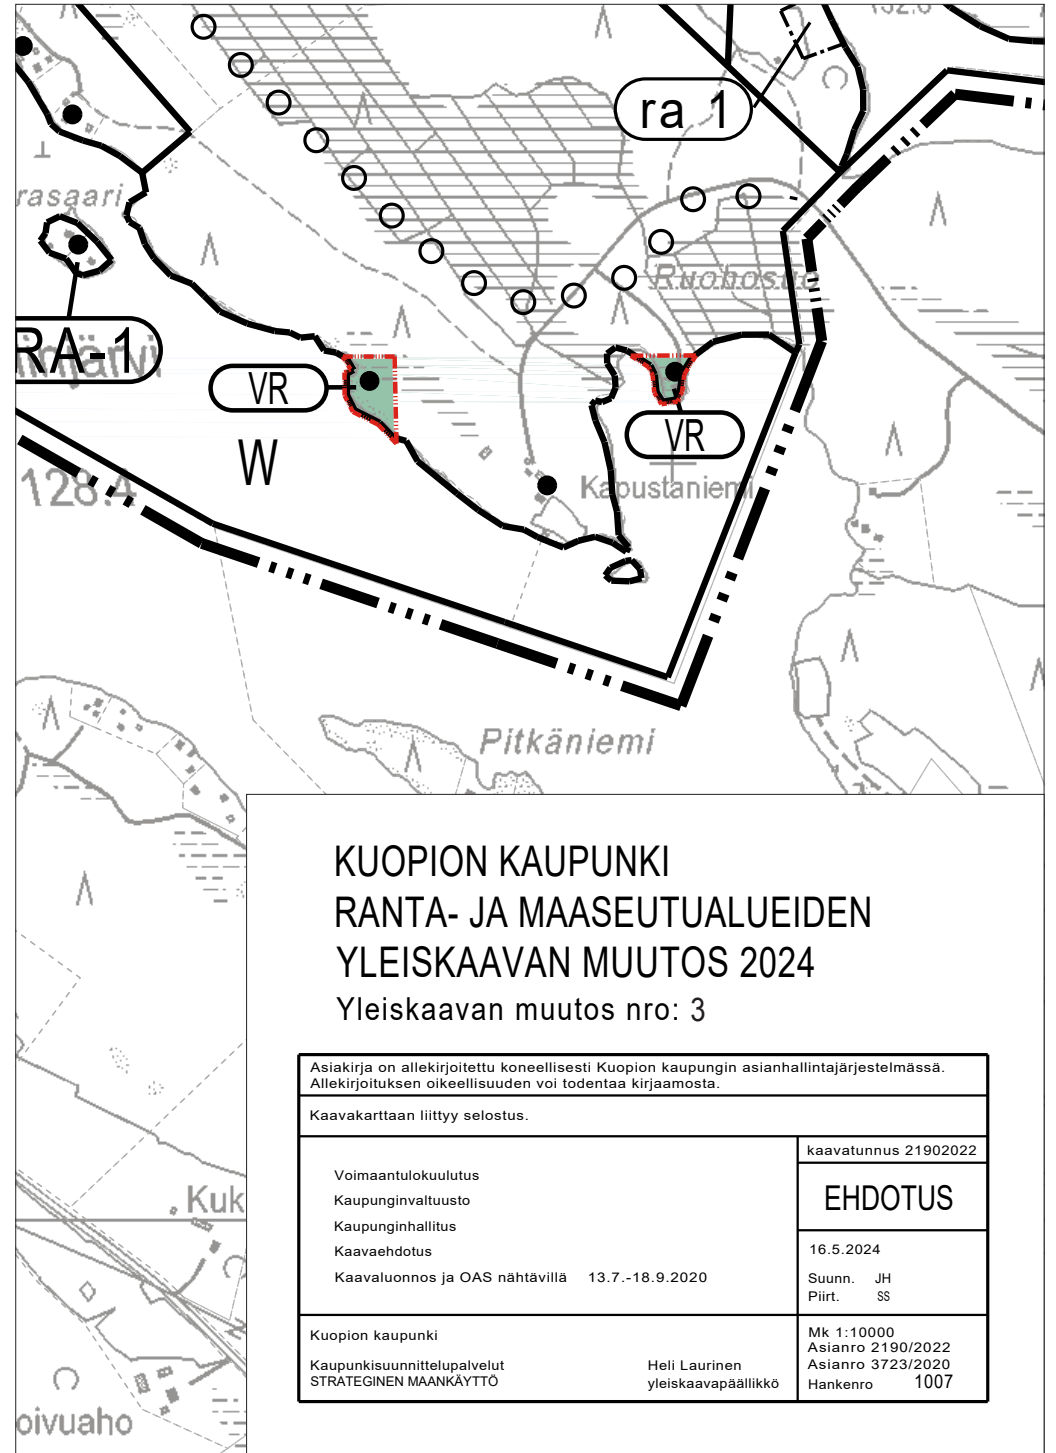 132.8
ra 1
rasaari
Ruohosuo
RA-1
VR
VR
W
128.4
Kapustaniemi
Pitkäniemi
KUOPION KAUPUNKI
RANTA- JA MAASEUTUALUEIDEN
YLEISKAAVAN MUUTOS 2024
Yleiskaavan muutos nro: 3
Asiakirja on allekirjoitettu koneellisesti Kuopion kaupungin asianhallintajärjestelmässä.
Allekirjoituksen oikeellisuuden voi todentaa kirjaamosta.
Kaavakarttaan liittyy selostus.
kaavatunnus 21902022
Voimaantulokuulutus
Kaupunginvaltuusto
Kaupunginhallitus
Kaavaehdotus
Kaavaluonnos ja OAS nähtävillä 13.7.-18.9.2020
EHDOTUS
16.5.2024
Suunn. JH
Piirt. SS
Kuopion kaupunki
Kaupunkisuunnittelupalvelut
STRATEGINEN MAANKÄYTTÖ
Heli Laurinen
yleiskaavapäällikkö
Mk 1:10000
Asianro 2190/2022
Asianro 3723/2020
Hankenro 1007
Kuk
oivuaho